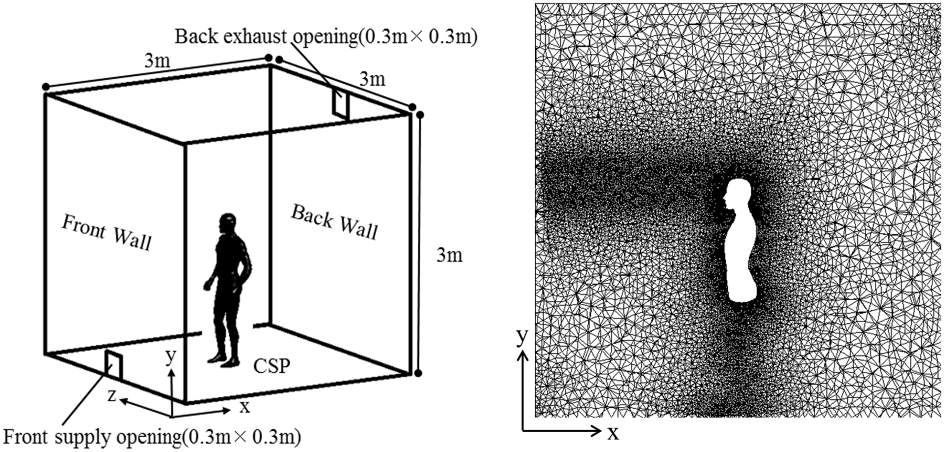 Back exhaust opening(0.3m× 0.3m)
3m
3m
Front Wall
Back Wall
3m
y
CSP
z
x
Front supply opening(0.3m× 0.3m)
y
x